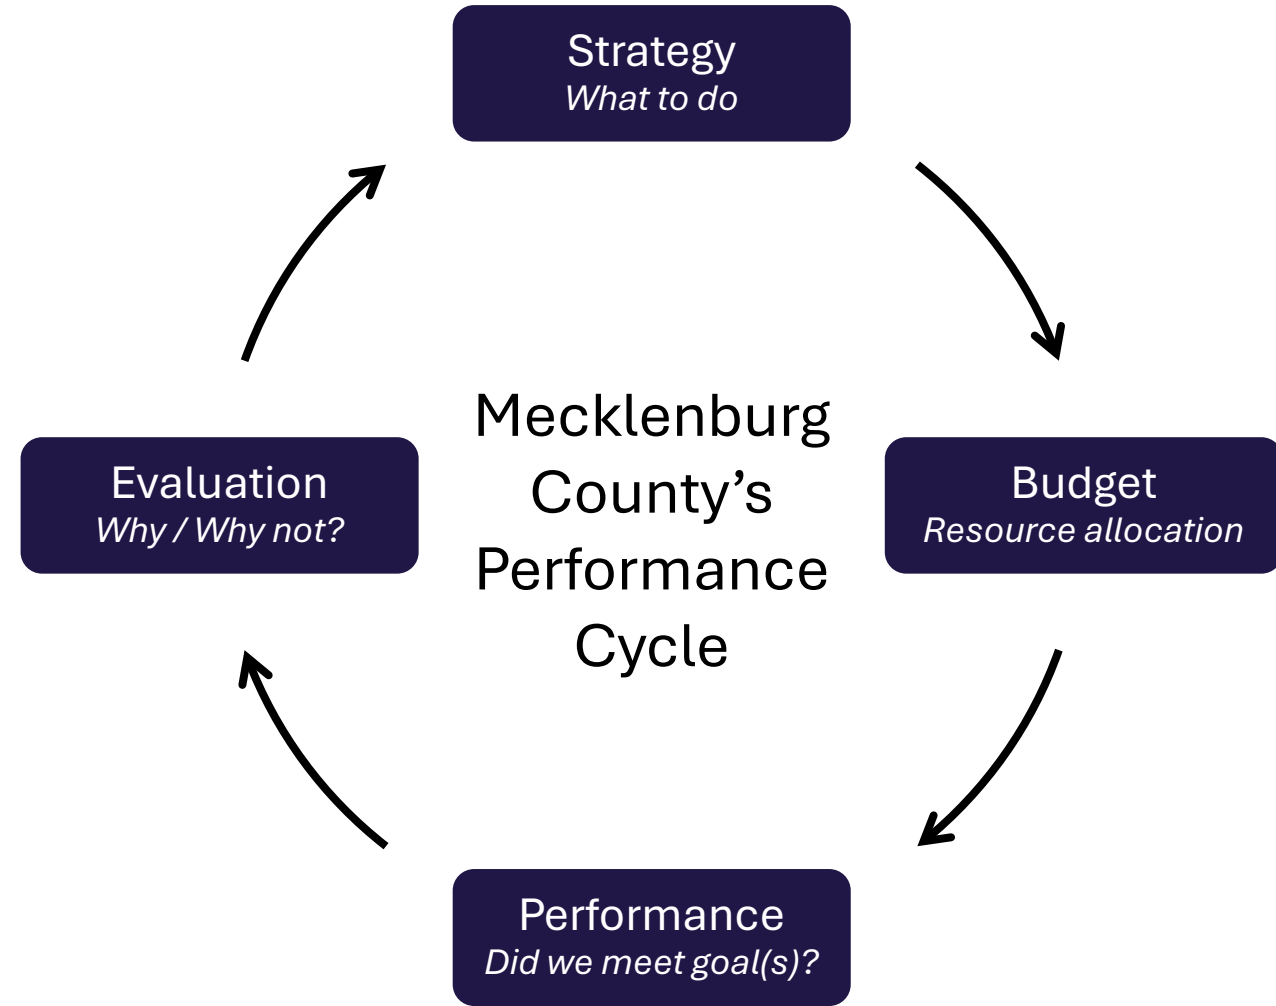 Strategy
What to do
Mecklenburg
County’s
Performance
Cycle
Evaluation
Why / Why not?
Budget
Resource allocation
Performance
Did we meet goal(s)?